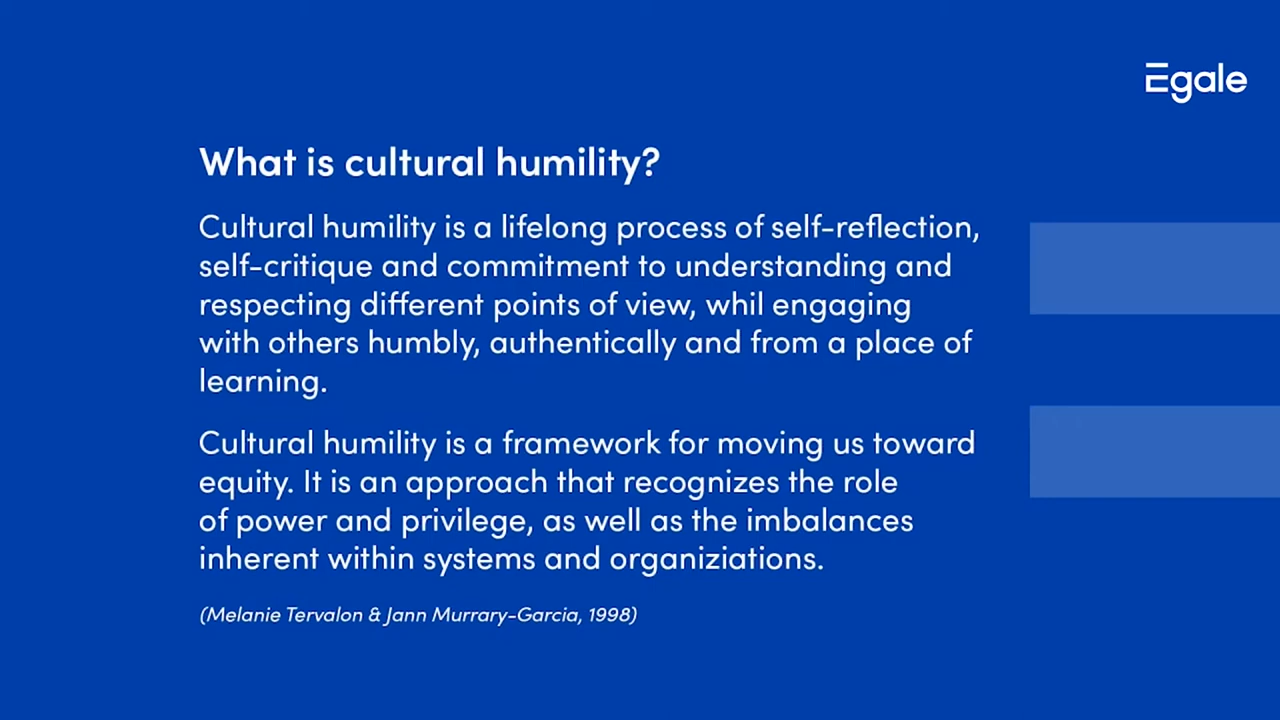 Egale
What is cultural humility?
Cultural humility is a lifelong process of self-reflection,
self-critique and commitment to understanding and
respecting different points of view, whil engaging
with others humbly, authentically and from a place of
learning.
Cultural humility is a framework for moving us toward
equity. It is an approach that recognizes the role
of power and privilege, as well as the imbalances
inherent within systems and organiziations.
(Melanie Tervalon & Jann Murrary-Garcia, 1998)